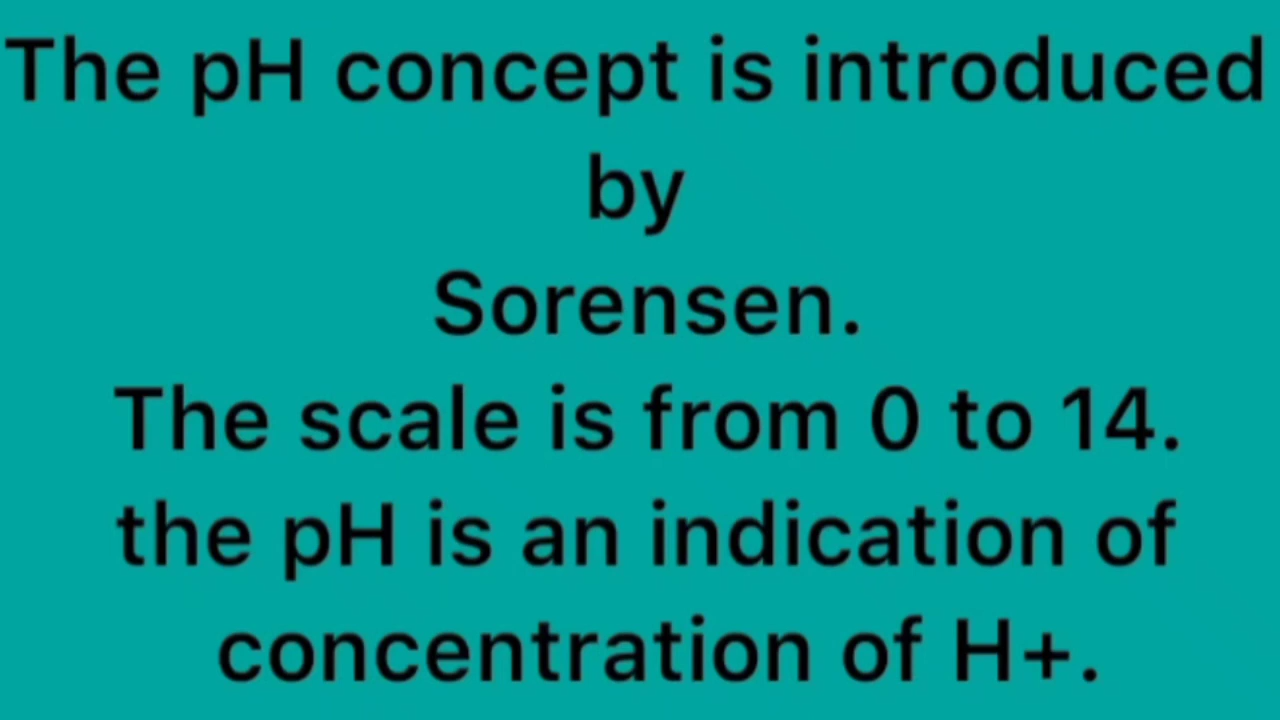 The pH concept is introduced
by
Sorensen.
The scale is from 0 to 14.
the pH is an indication of
concentration of H+.